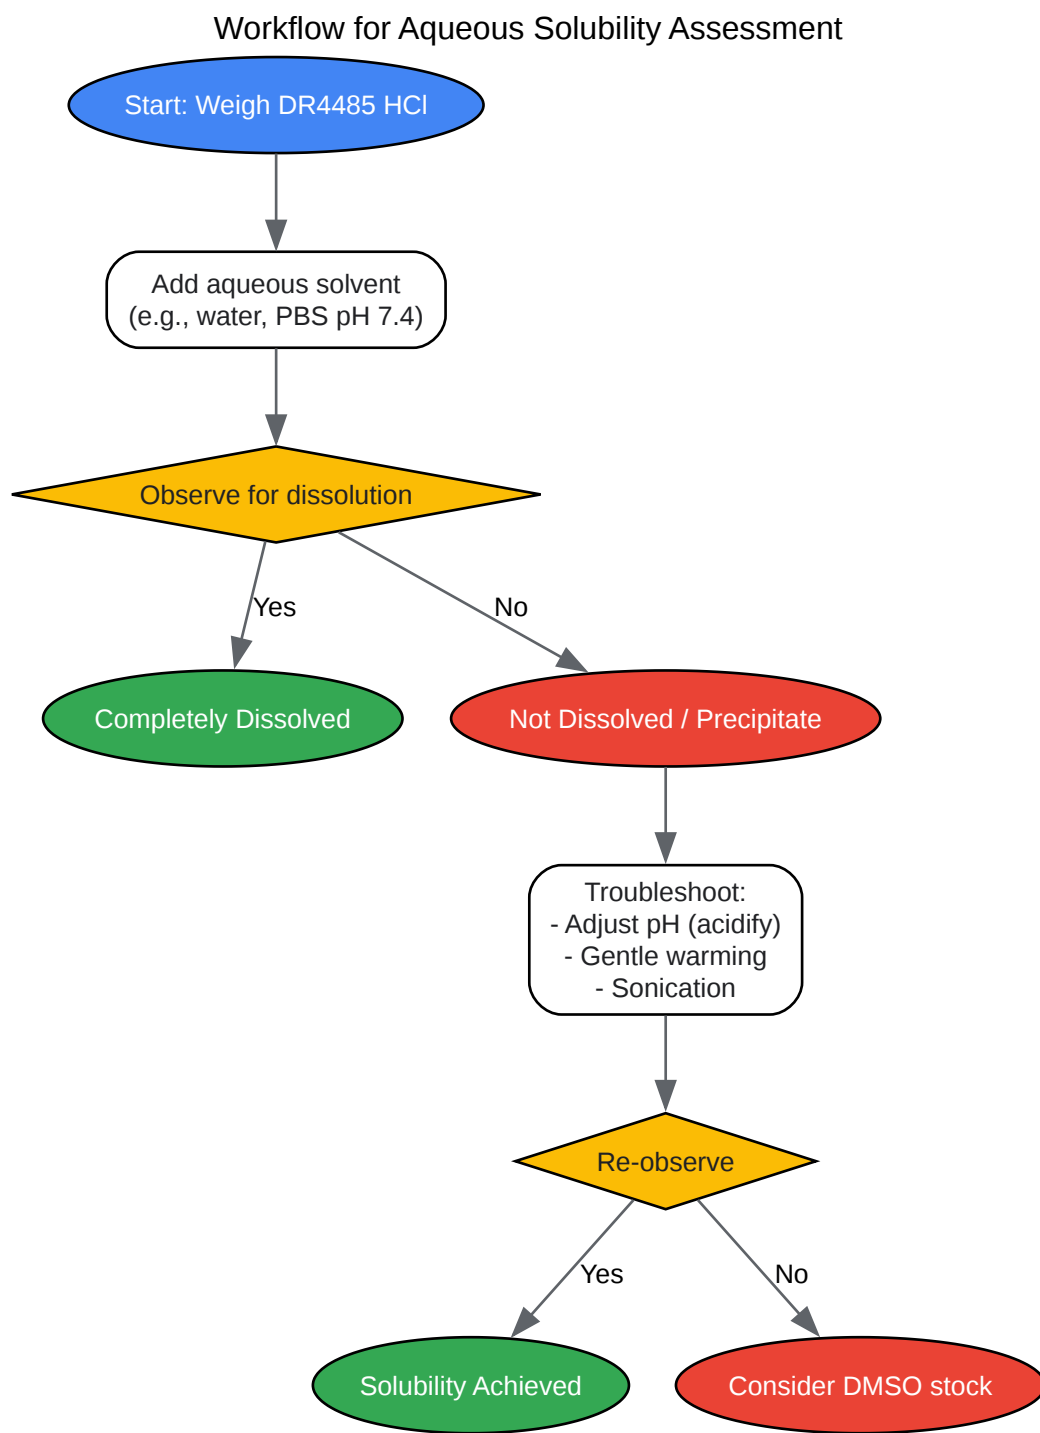 Workflow for Aqueous Solubility Assessment
Start: Weigh DR4485 HCl
Add aqueous solvent
(e.g., water, PBS pH 7.4)
Observe for dissolution
Yes
No
Completely Dissolved
Not Dissolved / Precipitate
Troubleshoot:
- Adjust pH (acidify)
- Gentle warming
- Sonication
Re-observe
Yes
No
Solubility Achieved
Consider DMSO stock